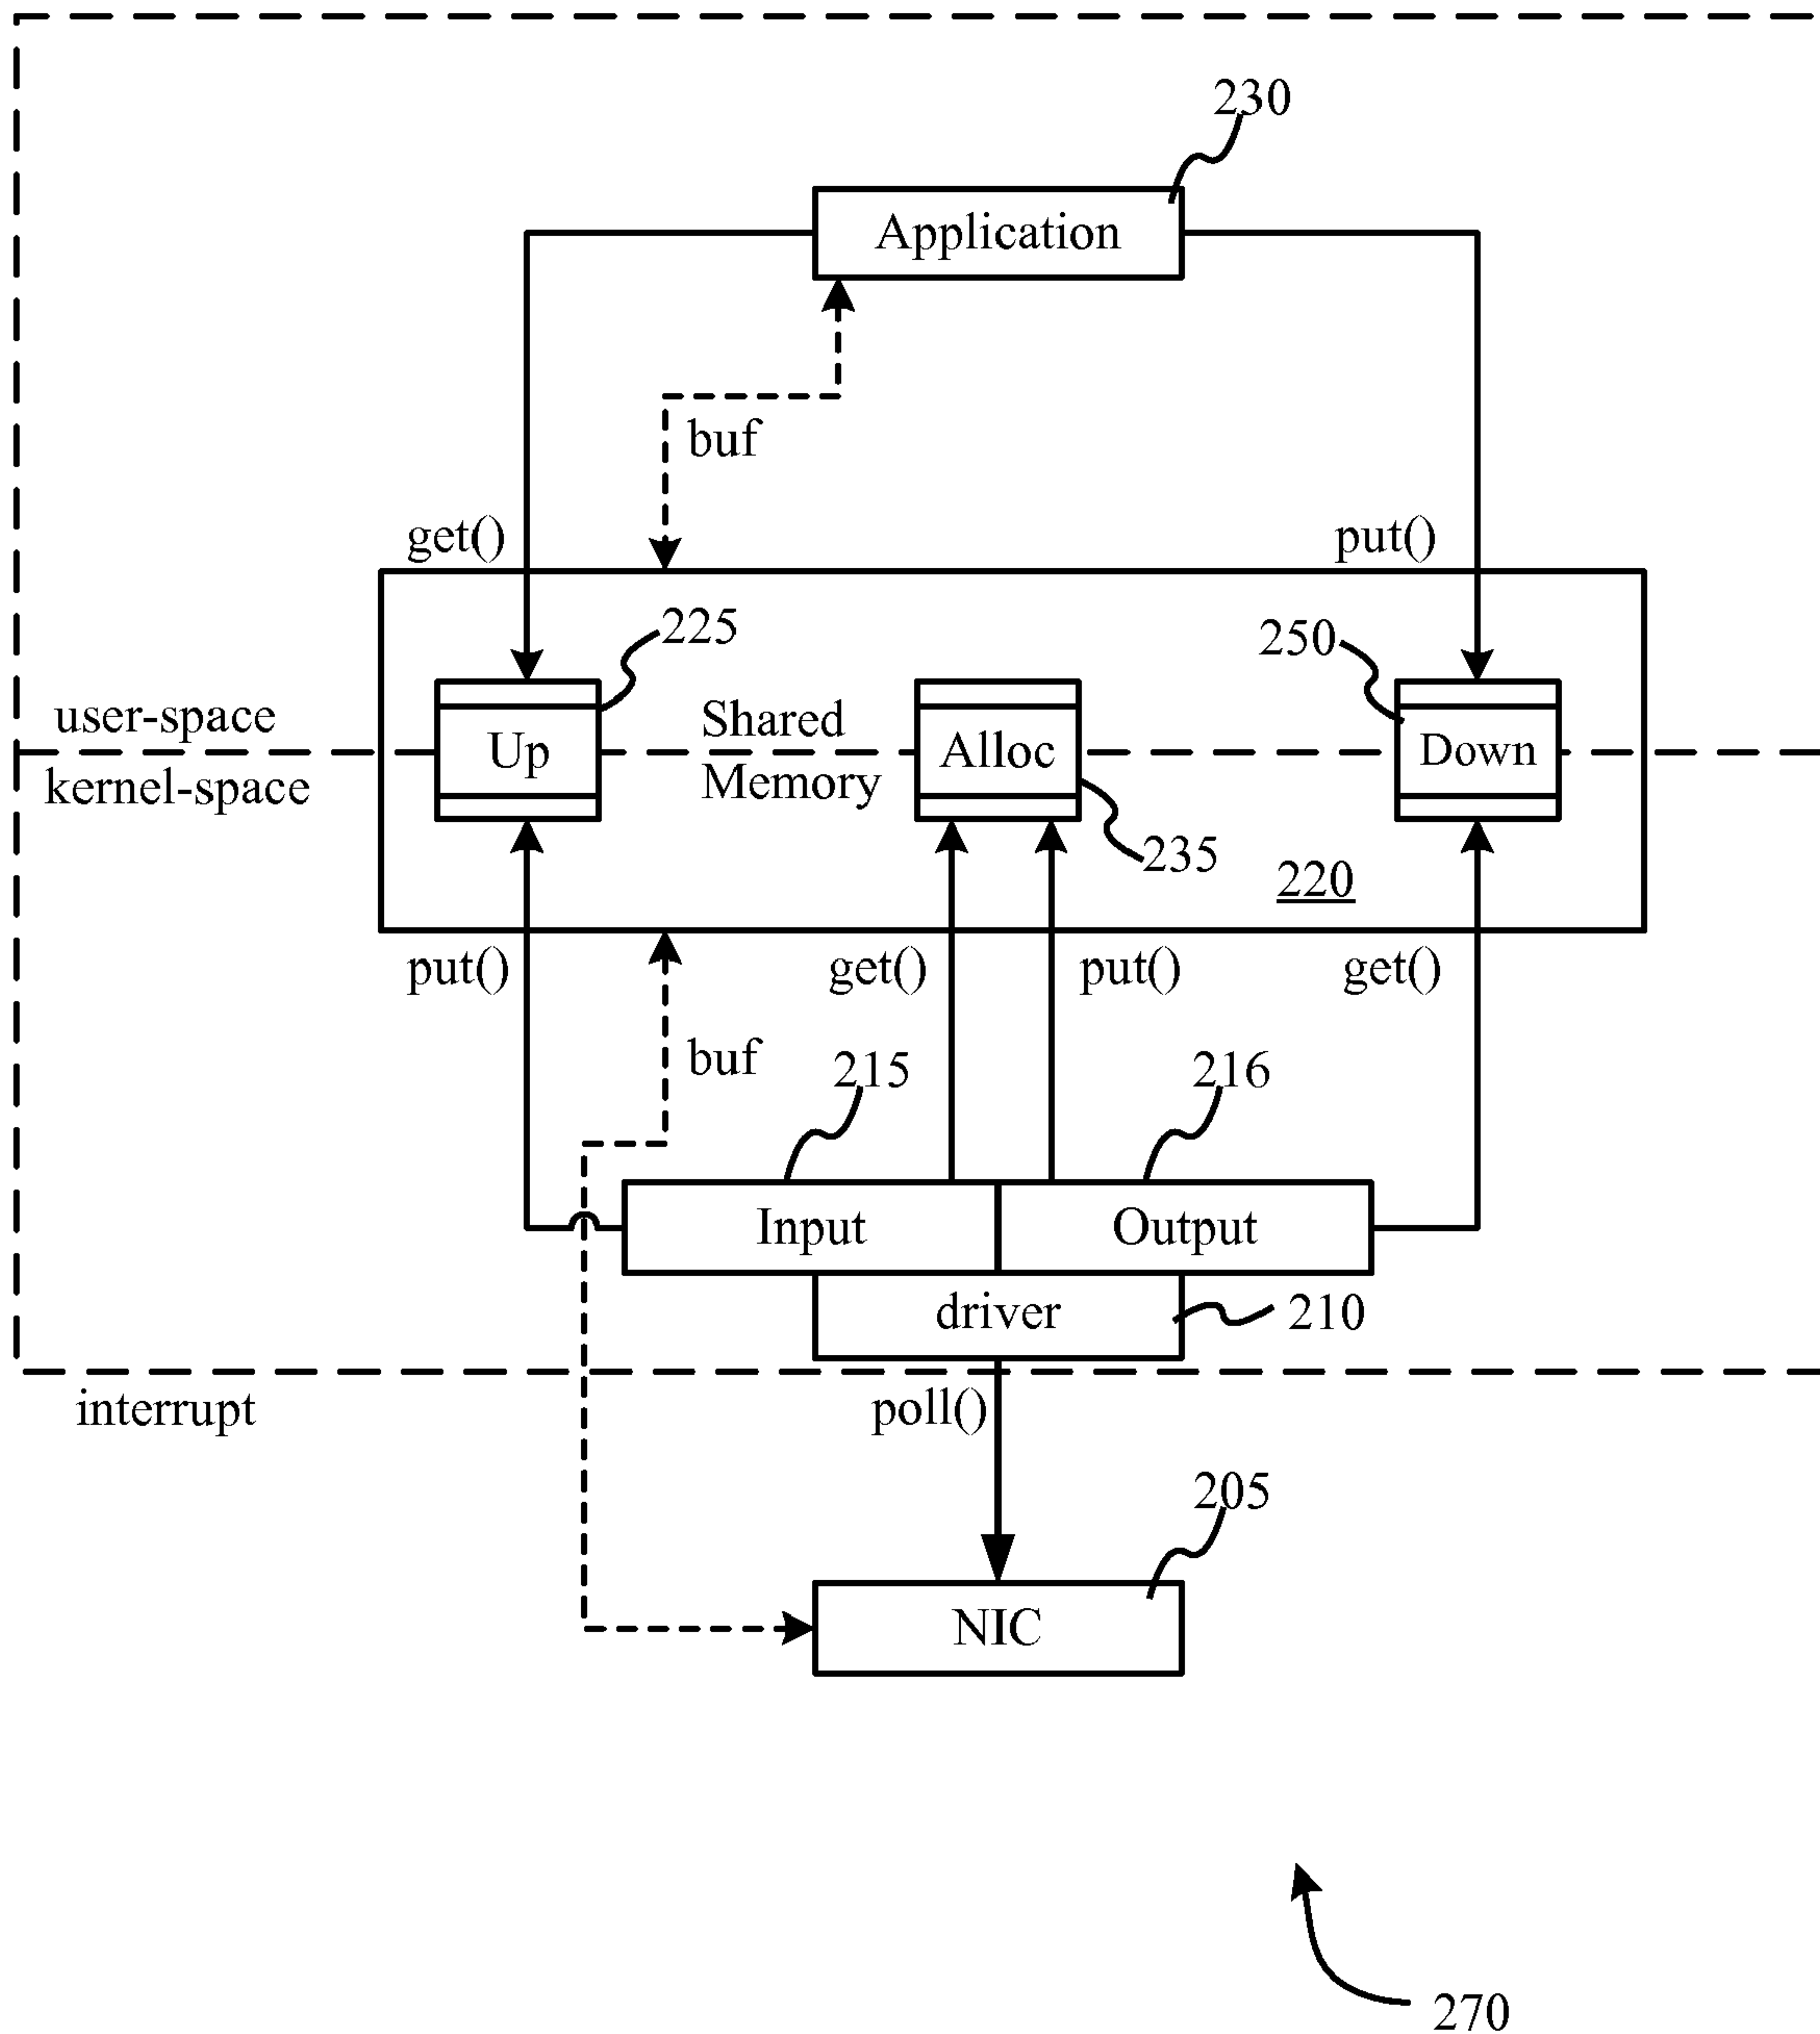 230
Application
buf
get()
put()
225
250
user-space
Shared
Up
Alloc
Down
kernel-space
Memory
235
220
put()
get()
put()
get()
buf
215
216
Input
Output
driver
210
interrupt
poll()
205
NIC
270